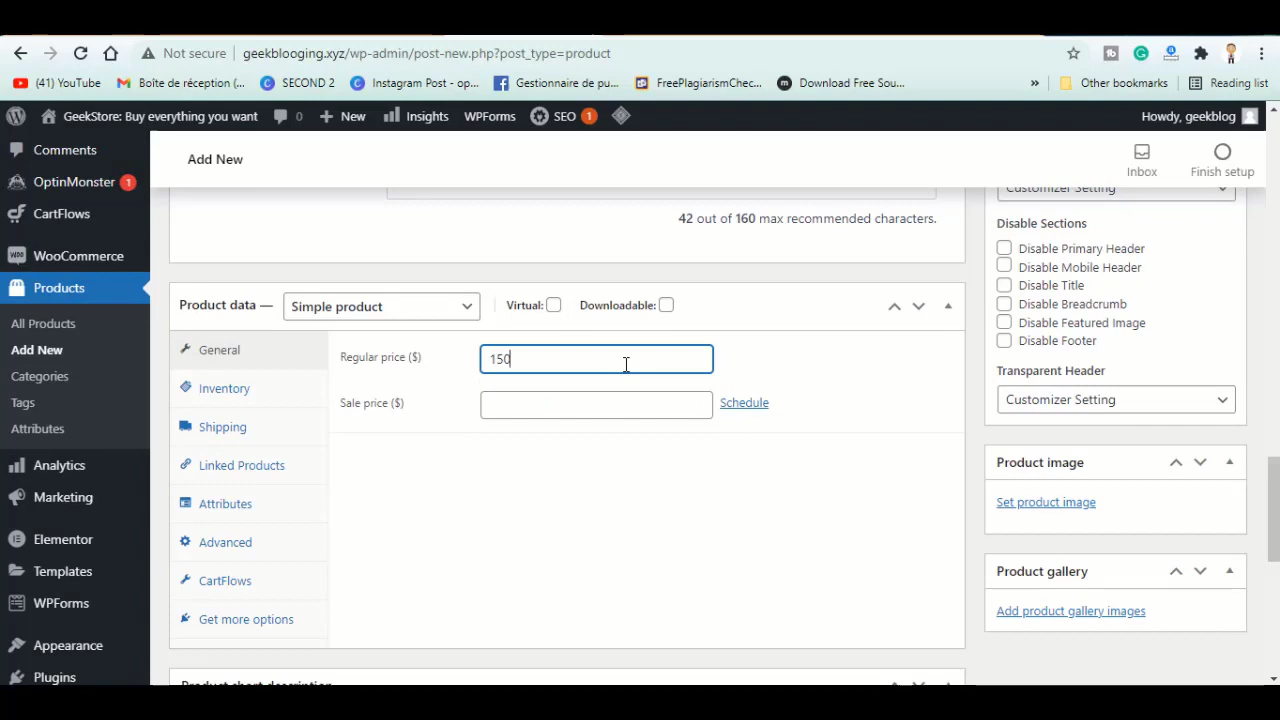 Not secure geekblooging.xyz/wp-admin/post-new.php?post_type=product
(41) YouTube Boîte de réception (... SECOND 2 Instagram Post - op... Gestionnaire de pu... FreePlagiarismChec... Download Free Sou... » Other bookmarks Reading list
GeekStore: Buy everything you want 0 New Insights WPForms SEO 1 Howdy, geekblog
Comments
OptinMonster 1
CartFlows
WooCommerce
Products
All Products
Add New
Categories
Tags
Attributes
Analytics
Marketing
Elementor
Templates
WPForms
Appearance
Plugins
Add New
Inbox
Finish setup
42 out of 160 max recommended characters.
Product data — Simple product Virtual: Downloadable:
General
Inventory
Shipping
Linked Products
Attributes
Advanced
CartFlows
Get more options
Regular price ($) 150
Sale price ($) Schedule
Customizer Setting
Disable Sections
Disable Primary Header
Disable Mobile Header
Disable Title
Disable Breadcrumb
Disable Featured Image
Disable Footer
Transparent Header
Customizer Setting
Product image
Set product image
Product gallery
Add product gallery images
Product short description